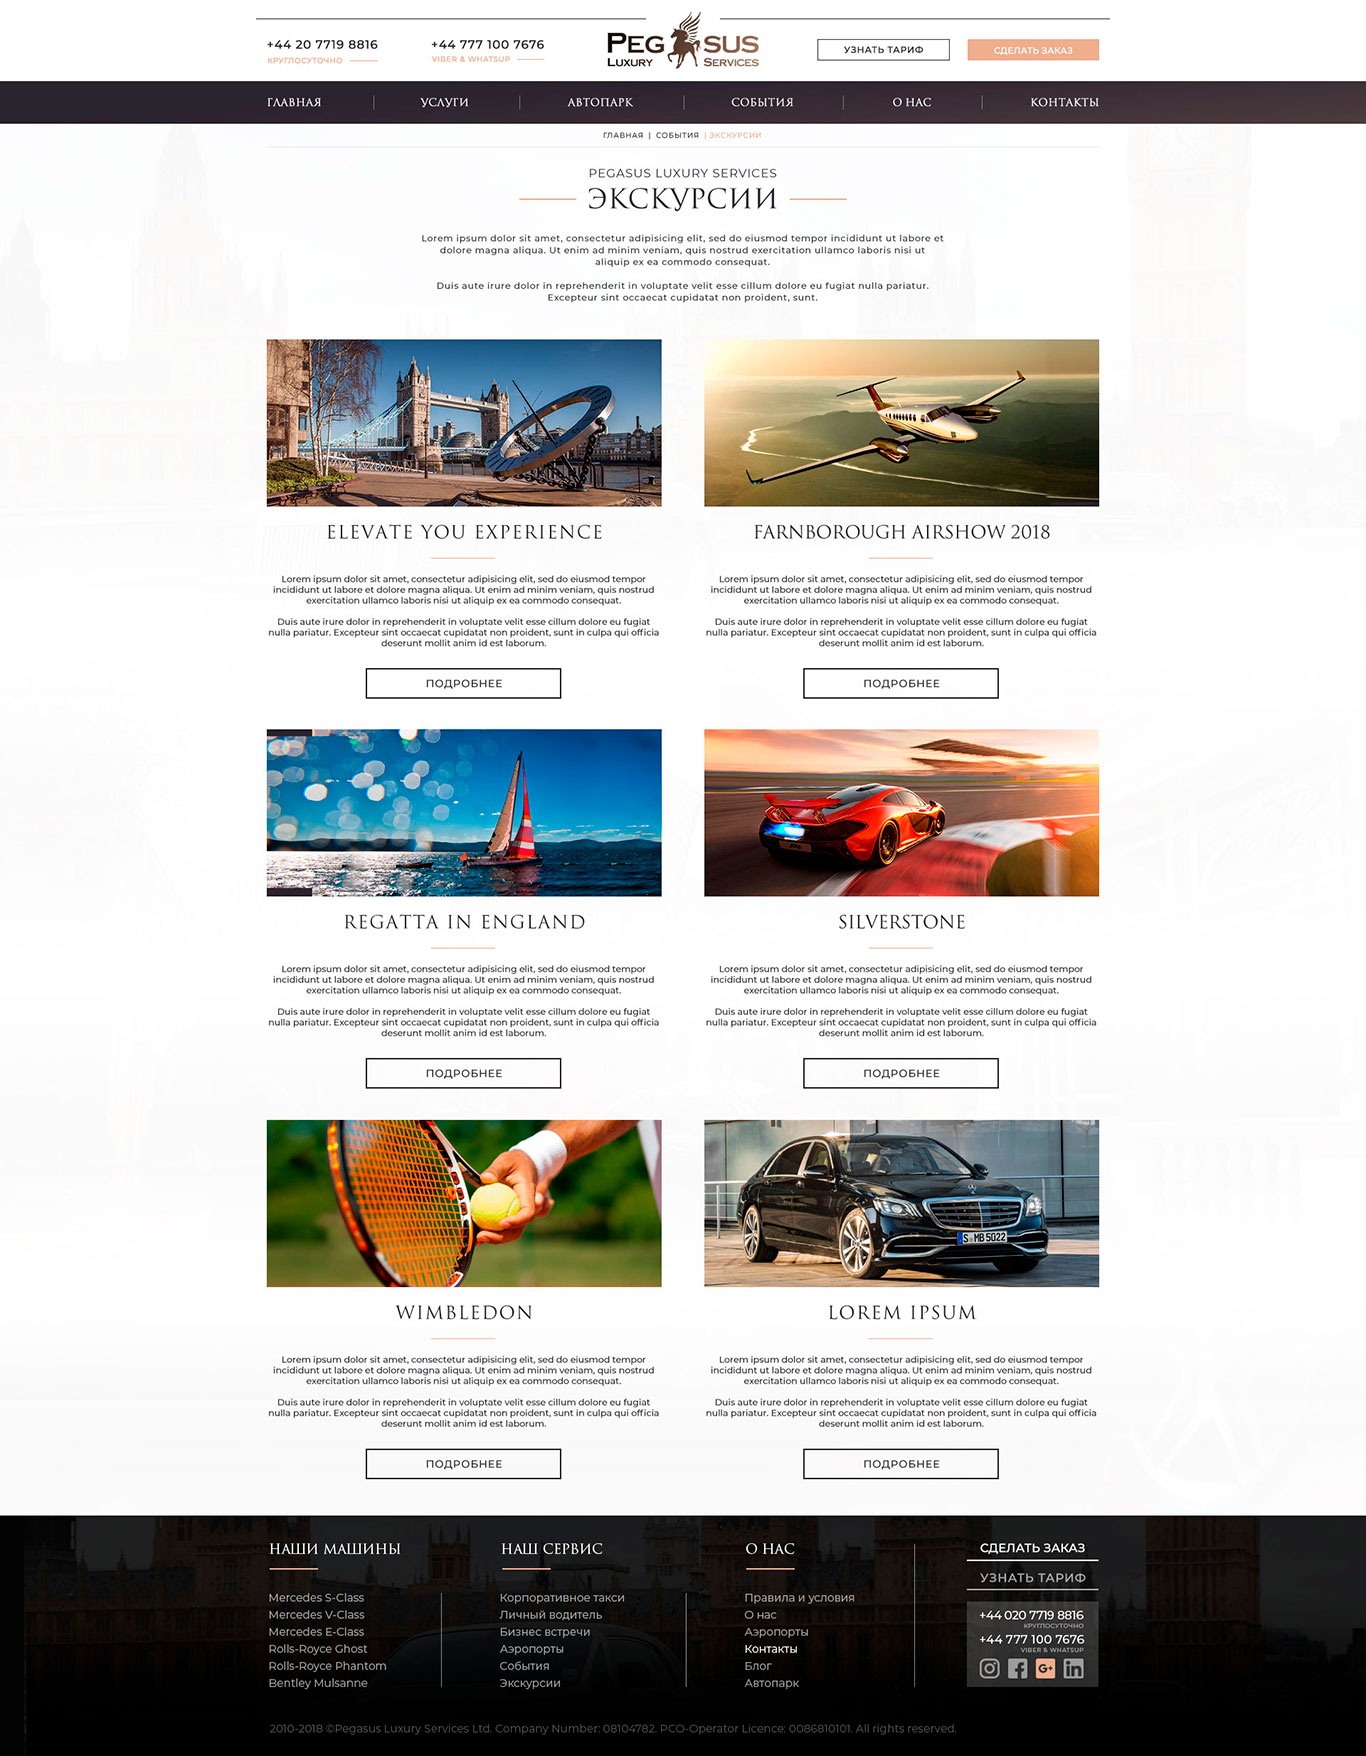 +44 20 7719 8816
КРУГЛОСУТОЧНО
+44 777 100 7676
VIBER & WHATSUP
PEGASUS
LUXURY SERVICES
УЗНАТЬ ТАРИФ
СДЕЛАТЬ ЗАКАЗ
ГЛАВНАЯ | УСЛУГИ | АВТОПАРК | СОБЫТИЯ | О НАС | КОНТАКТЫ
ГЛАВНАЯ | СОБЫТИЯ | ЭКСКУРСИИ
PEGASUS LUXURY SERVICES
ЭКСКУРСИИ
Lorem ipsum dolor sit amet, consectetur adipisicing elit, sed do eiusmod tempor incididunt ut labore et
dolore magna aliqua. Ut enim ad minim veniam, quis nostrud exercitation ullamco laboris nisi ut
aliquip ex ea commodo consequat.
Duis aute irure dolor in reprehenderit in voluptate velit esse cillum dolore eu fugiat nulla pariatur.
Excepteur sint occaecat cupidatat non proident, sunt.
ELEVATE YOU EXPERIENCE
Lorem ipsum dolor sit amet, consectetur adipisicing elit, sed do eiusmod tempor
incididunt ut labore et dolore magna aliqua. Ut enim ad minim veniam, quis nostrud
exercitation ullamco laboris nisi ut aliquip ex ea commodo consequat.
Duis aute irure dolor in reprehenderit in voluptate velit esse cillum dolore eu fugiat
nulla pariatur. Excepteur sint occaecat cupidatat non proident, sunt in culpa qui officia
deserunt mollit anim id est laborum.
ПОДРОБНЕЕ
FARNBOROUGH AIRSHOW 2018
Lorem ipsum dolor sit amet, consectetur adipisicing elit, sed do eiusmod tempor
incididunt ut labore et dolore magna aliqua. Ut enim ad minim veniam, quis nostrud
exercitation ullamco laboris nisi ut aliquip ex ea commodo consequat.
Duis aute irure dolor in reprehenderit in voluptate velit esse cillum dolore eu fugiat
nulla pariatur. Excepteur sint occaecat cupidatat non proident, sunt in culpa qui officia
deserunt mollit anim id est laborum.
ПОДРОБНЕЕ
REGATTA IN ENGLAND
Lorem ipsum dolor sit amet, consectetur adipisicing elit, sed do eiusmod tempor
incididunt ut labore et dolore magna aliqua. Ut enim ad minim veniam, quis nostrud
exercitation ullamco laboris nisi ut aliquip ex ea commodo consequat.
Duis aute irure dolor in reprehenderit in voluptate velit esse cillum dolore eu fugiat
nulla pariatur. Excepteur sint occaecat cupidatat non proident, sunt in culpa qui officia
deserunt mollit anim id est laborum.
ПОДРОБНЕЕ
SILVERSTONE
Lorem ipsum dolor sit amet, consectetur adipisicing elit, sed do eiusmod tempor
incididunt ut labore et dolore magna aliqua. Ut enim ad minim veniam, quis nostrud
exercitation ullamco laboris nisi ut aliquip ex ea commodo consequat.
Duis aute irure dolor in reprehenderit in voluptate velit esse cillum dolore eu fugiat
nulla pariatur. Excepteur sint occaecat cupidatat non proident, sunt in culpa qui officia
deserunt mollit anim id est laborum.
ПОДРОБНЕЕ
WIMBLEDON
Lorem ipsum dolor sit amet, consectetur adipisicing elit, sed do eiusmod tempor
incididunt ut labore et dolore magna aliqua. Ut enim ad minim veniam, quis nostrud
exercitation ullamco laboris nisi ut aliquip ex ea commodo consequat.
Duis aute irure dolor in reprehenderit in voluptate velit esse cillum dolore eu fugiat
nulla pariatur. Excepteur sint occaecat cupidatat non proident, sunt in culpa qui officia
deserunt mollit anim id est laborum.
ПОДРОБНЕЕ
S MB 5022
LOREM IPSUM
Lorem ipsum dolor sit amet, consectetur adipisicing elit, sed do eiusmod tempor
incididunt ut labore et dolore magna aliqua. Ut enim ad minim veniam, quis nostrud
exercitation ullamco laboris nisi ut aliquip ex ea commodo consequat.
Duis aute irure dolor in reprehenderit in voluptate velit esse cillum dolore eu fugiat
nulla pariatur. Excepteur sint occaecat cupidatat non proident, sunt in culpa qui officia
deserunt mollit anim id est laborum.
ПОДРОБНЕЕ
НАШИ МАШИНЫ
Mercedes S-Class
Mercedes V-Class
Mercedes E-Class
Rolls-Royce Ghost
Rolls-Royce Phantom
Bentley Mulsanne
НАШ СЕРВИС
Корпоративное такси
Личный водитель
Бизнес встречи
Аэропорты
События
Экскурсии
О НАС
Правила и условия
О нас
Аэропорты
Контакты
Блог
Автопарк
СДЕЛАТЬ ЗАКАЗ
УЗНАТЬ ТАРИФ
+44 020 7719 8816
КРУГЛОСУТОЧНО
+44 777 100 7676
VIBER & WHATSUP
2010-2018 ©Pegasus Luxury Services Ltd. Company Number: 08104782. PCO-Operator Licence: 0086810101. All rights reserved.